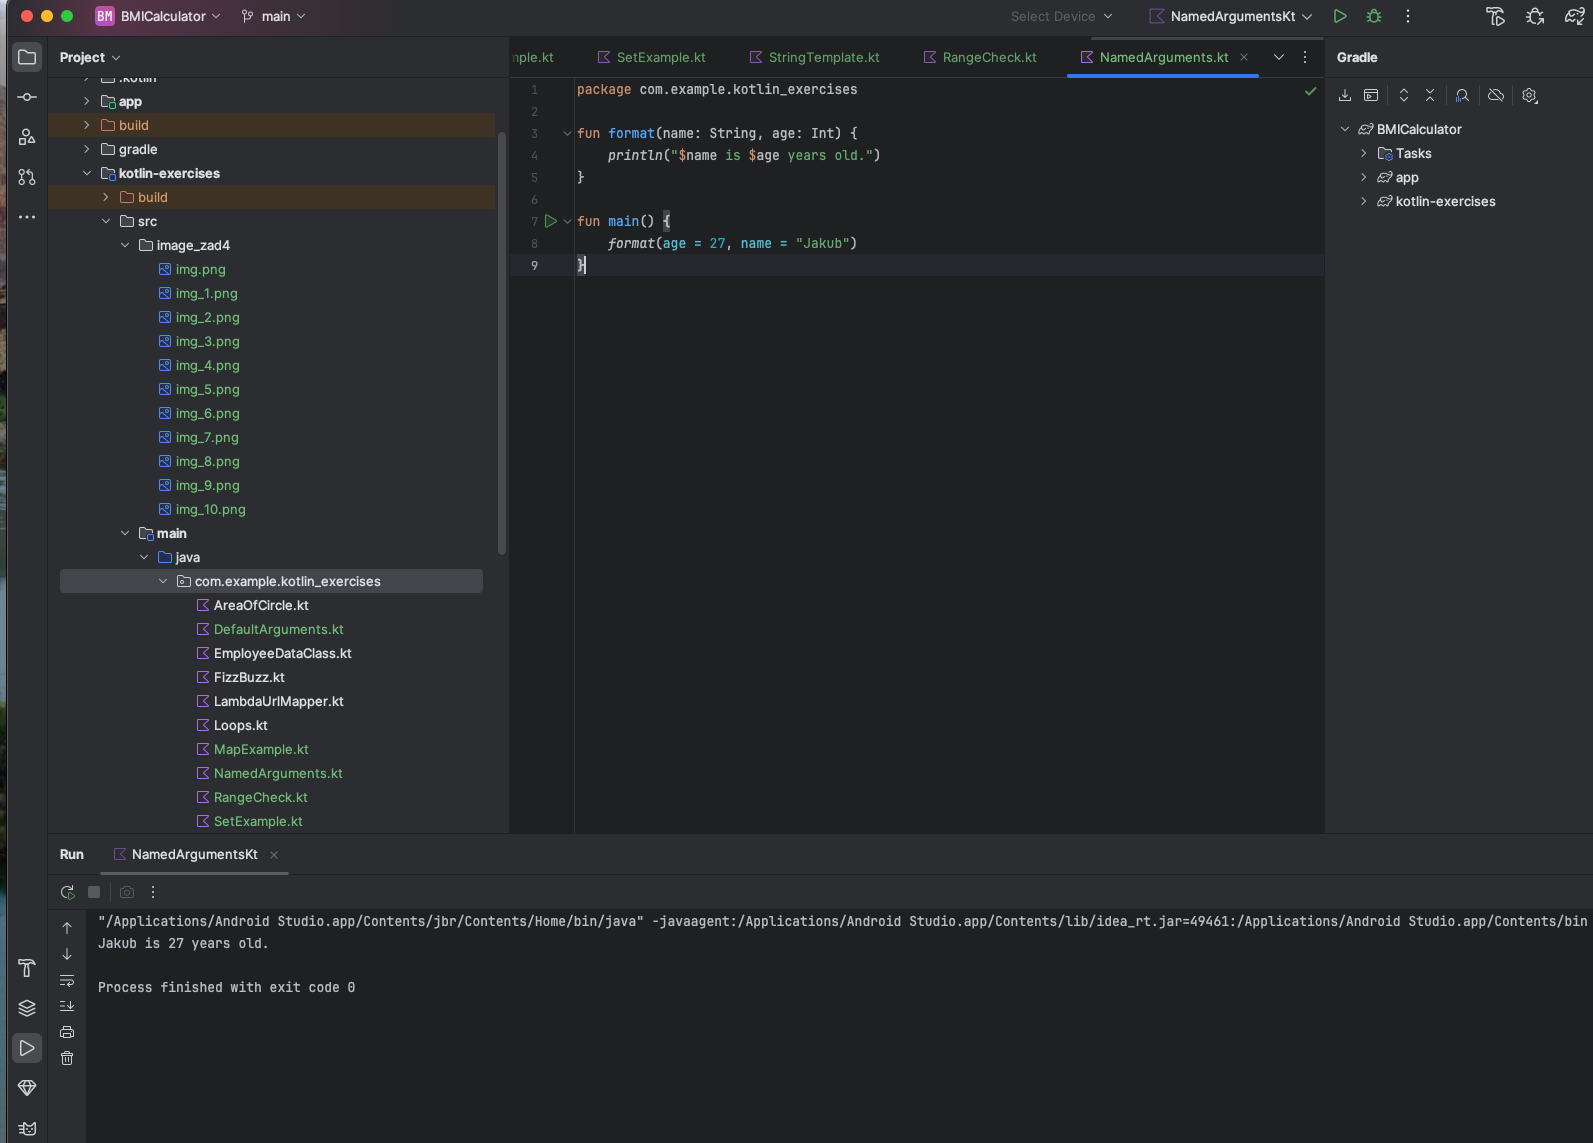 BM BMICalculator main Select Device NamedArgumentsKt
Project
.kotlin
app
build
gradle
kotlin-exercises
build
src
image_zad4
img.png
img_1.png
img_2.png
img_3.png
img_4.png
img_5.png
img_6.png
img_7.png
img_8.png
img_9.png
img_10.png
main
java
com.example.kotlin_exercises
AreaOfCircle.kt
DefaultArguments.kt
EmployeeDataClass.kt
FizzBuzz.kt
LambdaUrlMapper.kt
Loops.kt
MapExample.kt
NamedArguments.kt
RangeCheck.kt
SetExample.kt
mple.kt SetExample.kt StringTemplate.kt RangeCheck.kt NamedArguments.kt
1 package com.example.kotlin_exercises
2
3 fun format(name: String, age: Int) {
4 println("$name is $age years old.")
5 }
6
7 fun main() {
8 format(age = 27, name = "Jakub")
9 }
Gradle
BMICalculator
Tasks
app
kotlin-exercises
Run NamedArgumentsKt
"/Applications/Android Studio.app/Contents/jbr/Contents/Home/bin/java" -javaagent:/Applications/Android Studio.app/Contents/lib/idea_rt.jar=49461:/Applications/Android Studio.app/Contents/bin
Jakub is 27 years old.
Process finished with exit code 0